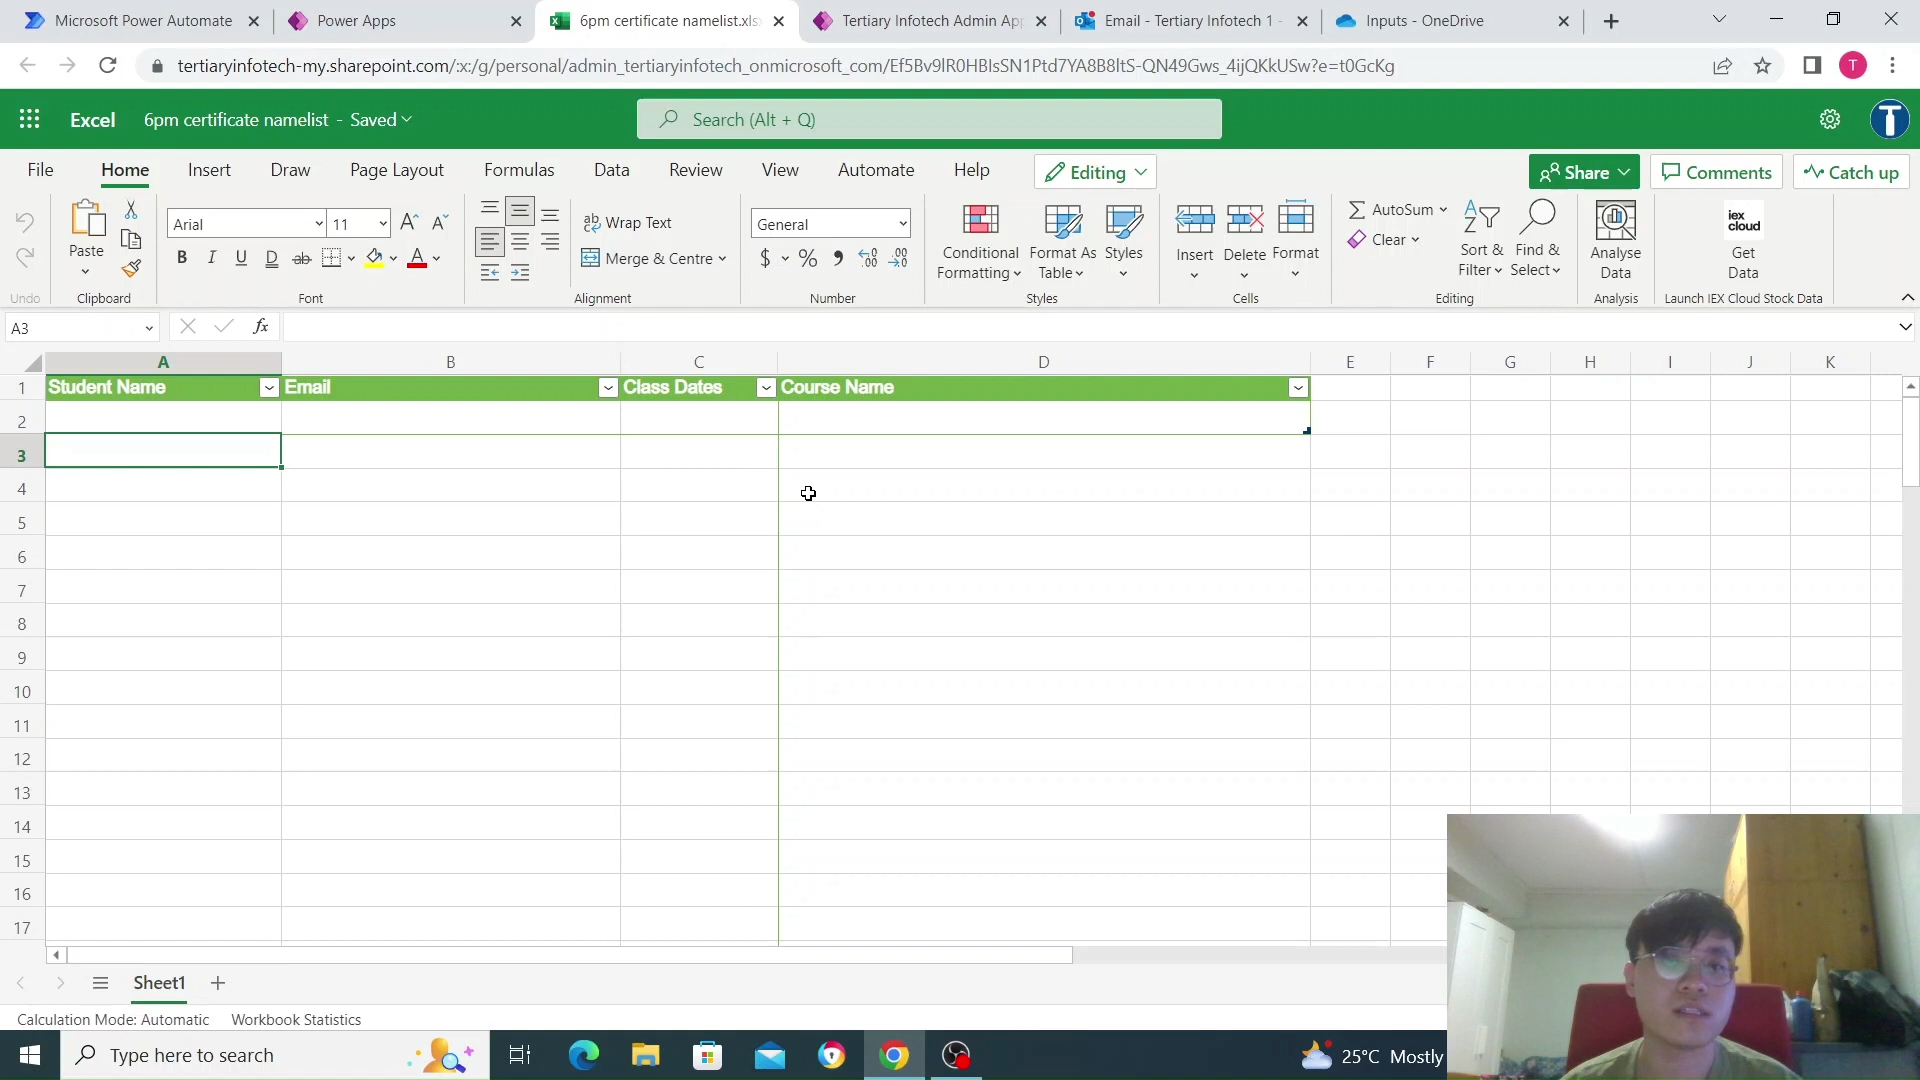 Microsoft Power Automate
Power Apps
6pm certificate namelist.xls
Tertiary Infotech Admin App
Email - Tertiary Infotech 1 -
Inputs - OneDrive
tertiaryinfotech-my.sharepoint.com/:x:/g/personal/admin_tertiaryinfotech_onmicrosoft_com/Ef5Bv9lR0HBIsSN1Ptd7YA8B8ltS-QN49Gws_4ijQKkUSw?e=t0GcKg
T
Excel 6pm certificate namelist - Saved
Search (Alt + Q)
File Home Insert Draw Page Layout Formulas Data Review View Automate Help Editing Share Comments Catch up
Arial 11 Wrap Text General AutoSum
Paste B I U D ab Merge & Centre $ % Conditional Formatting Format As Table Styles Insert Delete Format Clear Sort & Filter Find & Select Analyse Data iex cloud Get Data
Undo Clipboard Font Alignment Number Styles Cells Editing Analysis Launch IEX Cloud Stock Data
A3 fx
A B C D E F G H I J K
1 Student Name Email Class Dates Course Name
2
3
4
5
6
7
8
9
10
11
12
13
14
15
16
17
Sheet1
Calculation Mode: Automatic Workbook Statistics
Type here to search
25°C Mostly